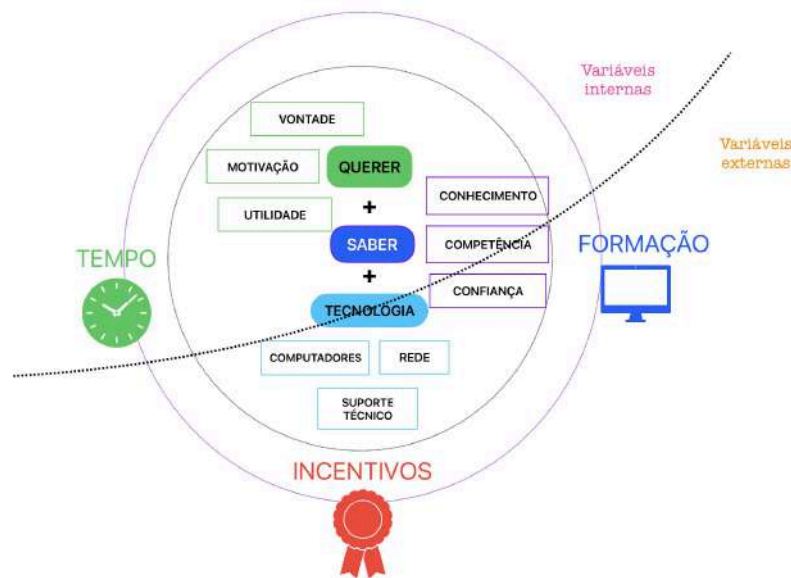 Variáveis
internas
Variáveis
externas
VONTADE
MOTIVAÇÃO
QUERER
UTILIDADE
+
CONHECIMENTO
SABER
COMPETÊNCIA
+
CONFIANÇA
TEMPO
FORMAÇÃO
TECNOLOGIA
COMPUTADORES
REDE
SUPORTE
TÉCNICO
INCENTIVOS